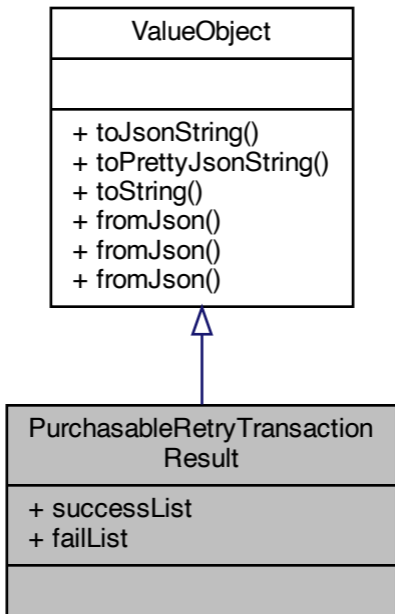 ValueObject
+ toJsonString()
+ toPrettyJsonString()
+ toString()
+ fromJson()
+ fromJson()
+ fromJson()
PurchasableRetryTransaction
Result
+ successList
+ failList